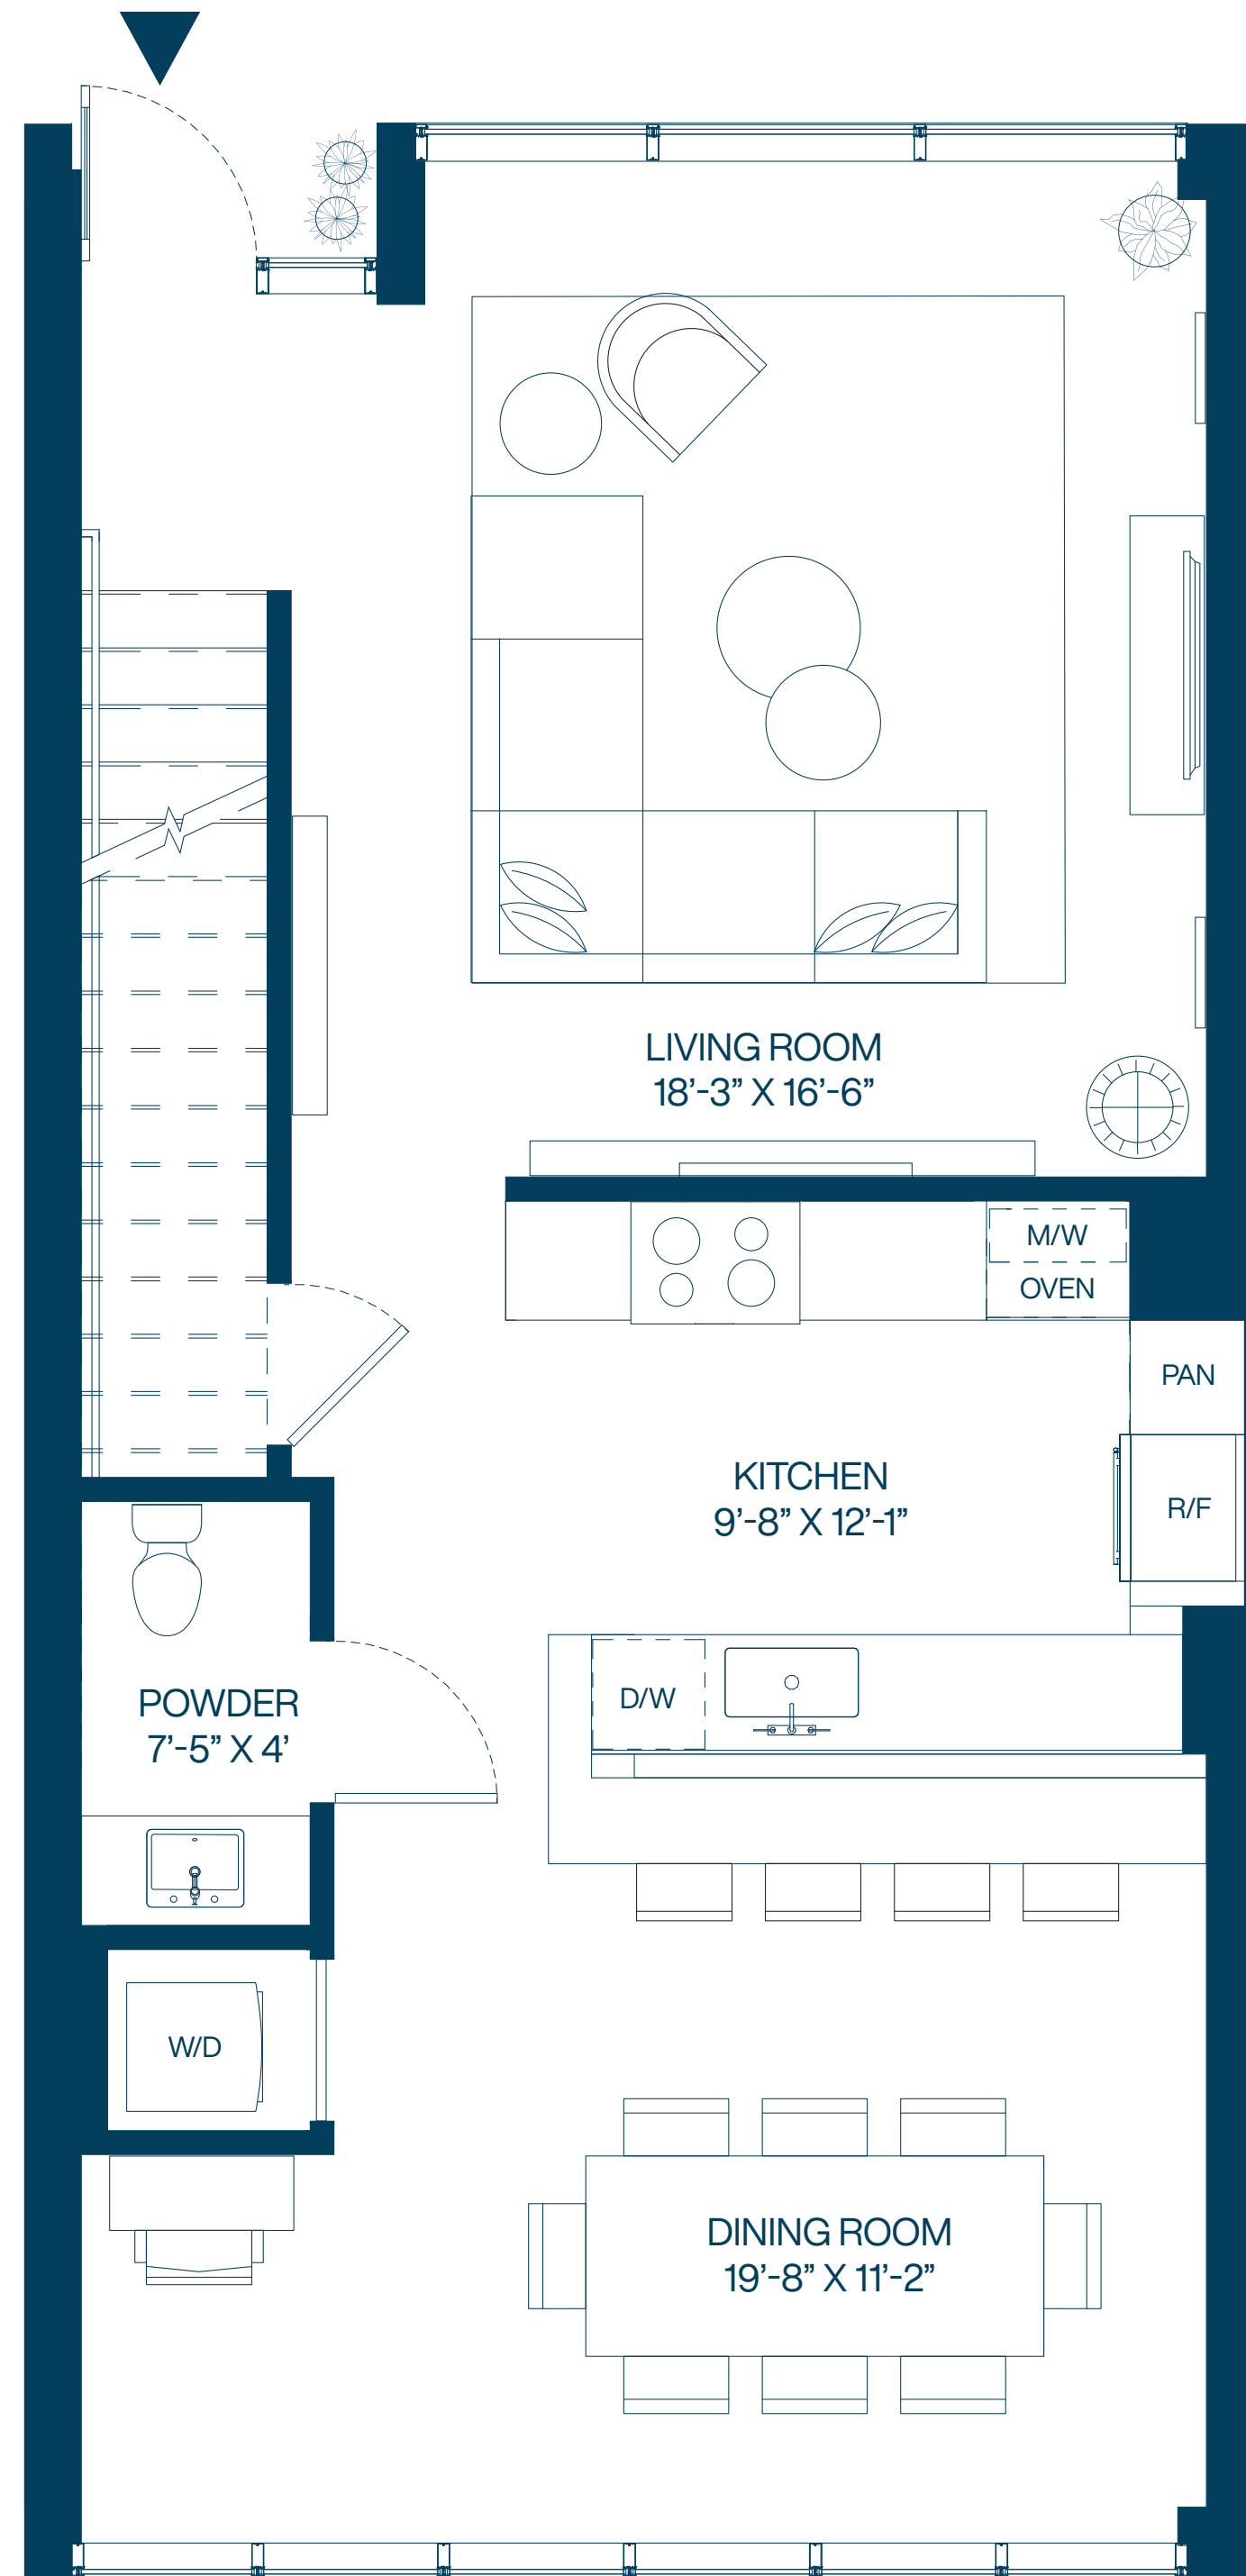 LIVING ROOM
18’-3” X 16’-6”
M/W
OVEN
PAN
KITCHEN
9’-8” X 12’-1”
R/F
D/W
POWDER
7’-5” X 4’
W/D
DINING ROOM
19’-8” X 11’-2”